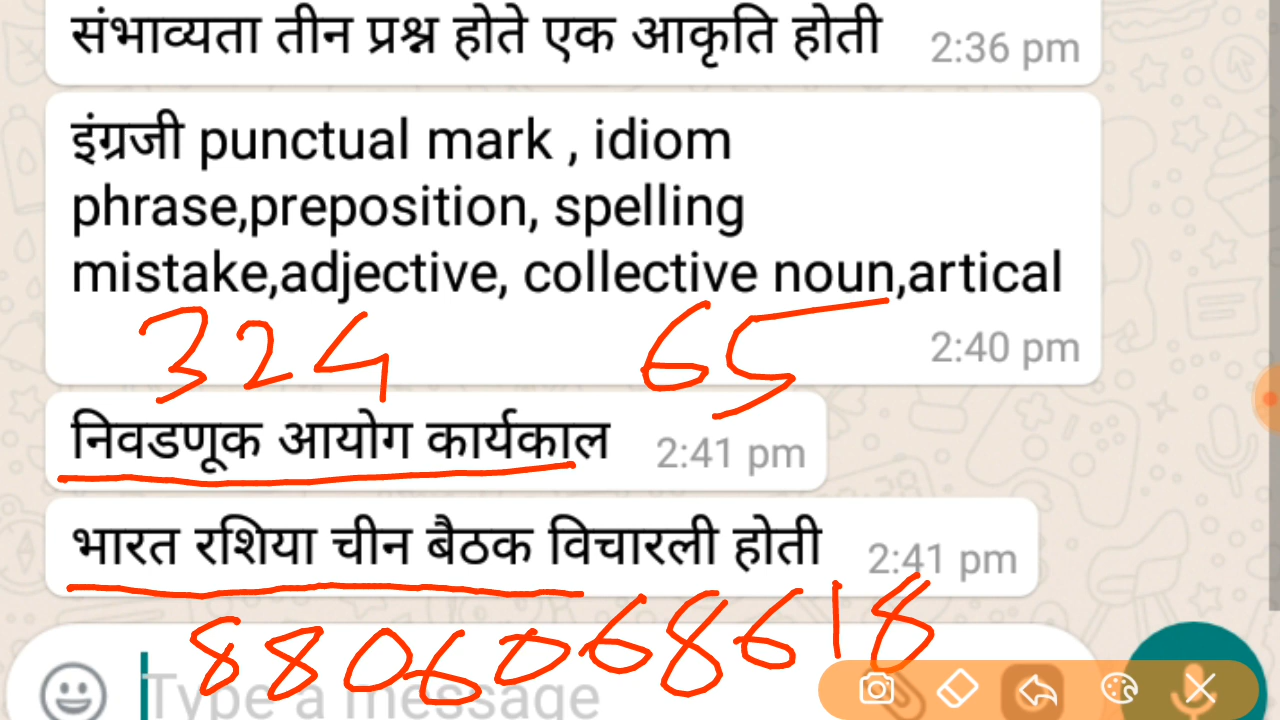 संभाव्यता तीन प्रश्न होते एक आकृति होती 2:36 pm
इंग्रजी punctual mark , idiom
phrase,preposition, spelling
mistake,adjective, collective noun,artical
324 65 2:40 pm
निवडणूक आयोग कार्यकाल 2:41 pm
भारत रशिया चीन बैठक विचारली होती 2:41 pm
8806068618
Type a message